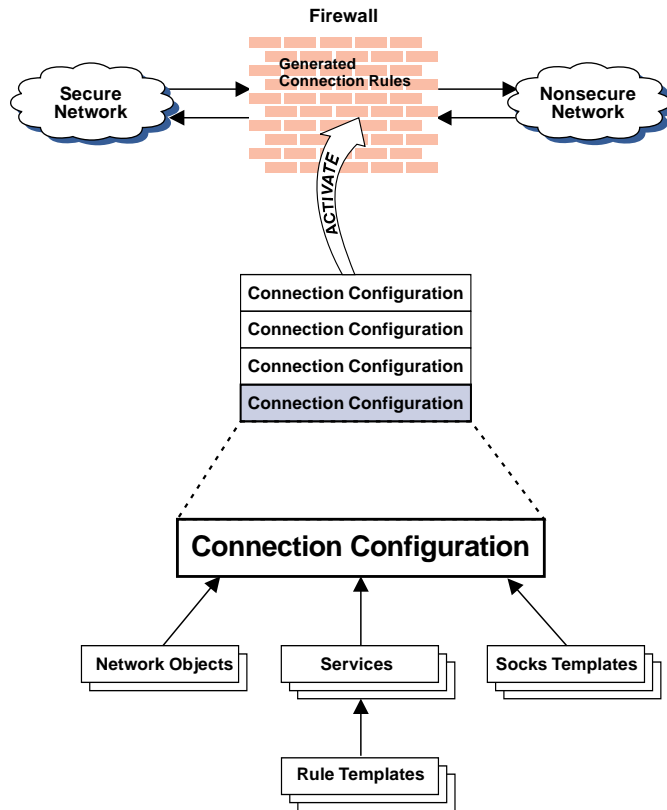 Firewall
Generated
Connection Rules
Secure
Network
Nonsecure
Network
ACTIVATE
Connection Configuration
Connection Configuration
Connection Configuration
Connection Configuration
Connection Configuration
Network Objects
Services
Socks Templates
Rule Templates